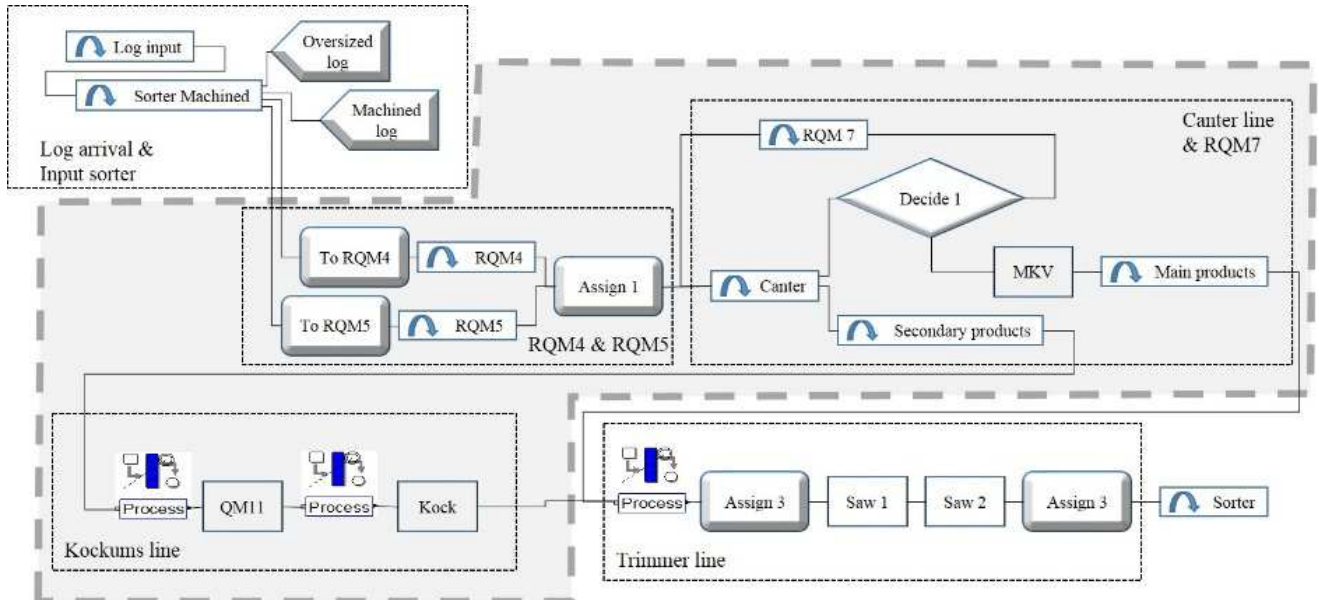 Log input
Oversized
log
Sorter Machined
Machined
log
Log arrival &
Input sorter
Canter line
& RQM7
RQM 7
Decide 1
To RQM4
RQM4
Assign 1
Canter
MKV
Main products
To RQM5
RQM5
Secondary products
RQM4 & RQM5
Process
QM11
Process
Kock
Kockums line
Process
Assign 3
Saw 1
Saw 2
Assign 3
Sorter
Trimmer line